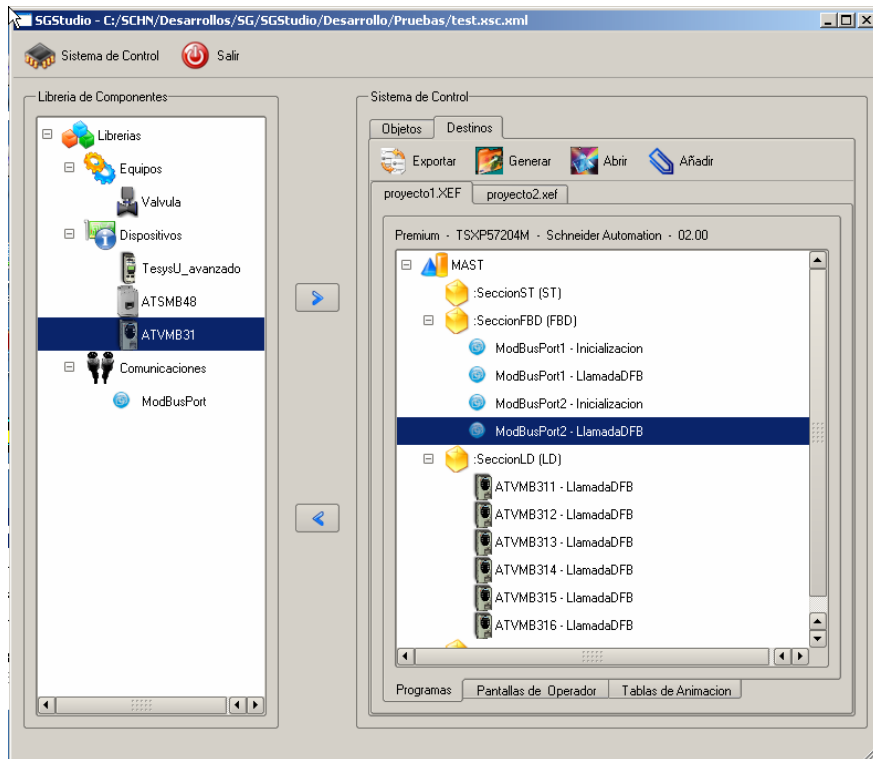 SGStudio - C:/SCHN/Desarrollos/SG/SGStudio/Desarrollo/Pruebas/test.xsc.xml
Sistema de Control Salir
Libreria de Componentes
Librerias
Equipos
Valvula
Dispositivos
TesysU_avanzado
ATSMB48
ATVMB31
Comunicaciones
ModBusPort
Sistema de Control
Objetos Destinos
Exportar Generar Abrir Añadir
proyecto1.XEF proyecto2.xef
Premium - TSXP57204M - Schneider Automation - 02.00
MAST
:SeccionST (ST)
:SeccionFBD (FBD)
ModBusPort1 - Inicializacion
ModBusPort1 - LlamadaDFB
ModBusPort2 - Inicializacion
ModBusPort2 - LlamadaDFB
:SeccionLD (LD)
ATVMB311 - LlamadaDFB
ATVMB312 - LlamadaDFB
ATVMB313 - LlamadaDFB
ATVMB314 - LlamadaDFB
ATVMB315 - LlamadaDFB
ATVMB316 - LlamadaDFB
Programas Pantallas de Operador Tablas de Animacion